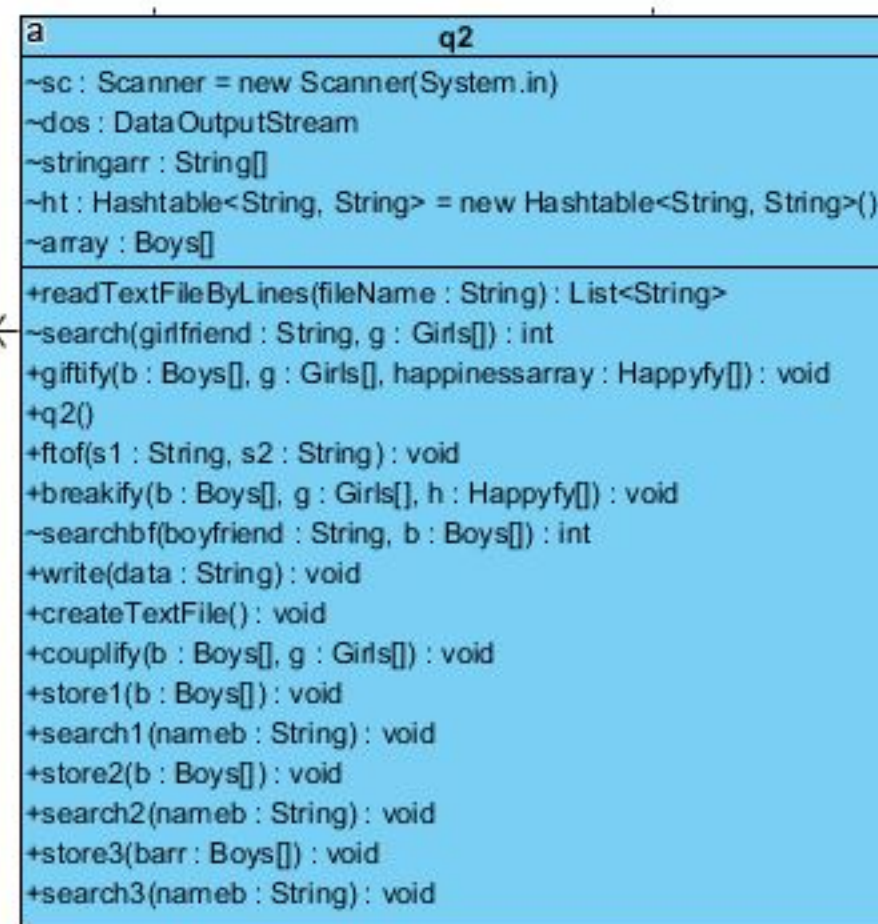 a
q2
~sc : Scanner = new Scanner(System.in)
~dos : DataOutputStream
~stringarr : String[]
~ht : Hashtable<String, String> = new Hashtable<String, String>()
~array : Boys[]
+readTextFileByLines(fileName : String) : List<String>
~search(girlfriend : String, g : Girls[]) : int
+giftify(b : Boys[], g : Girls[], happinessarray : Happyfy[]) : void
+q2()
+ftof(s1 : String, s2 : String) : void
+breakify(b : Boys[], g : Girls[], h : Happyfy[]) : void
~searchbf(boyfriend : String, b : Boys[]) : int
+write(data : String) : void
+createTextFile() : void
+couplify(b : Boys[], g : Girls[]) : void
+store1(b : Boys[]) : void
+search1(nameb : String) : void
+store2(b : Boys[]) : void
+search2(nameb : String) : void
+store3(barr : Boys[]) : void
+search3(nameb : String) : void